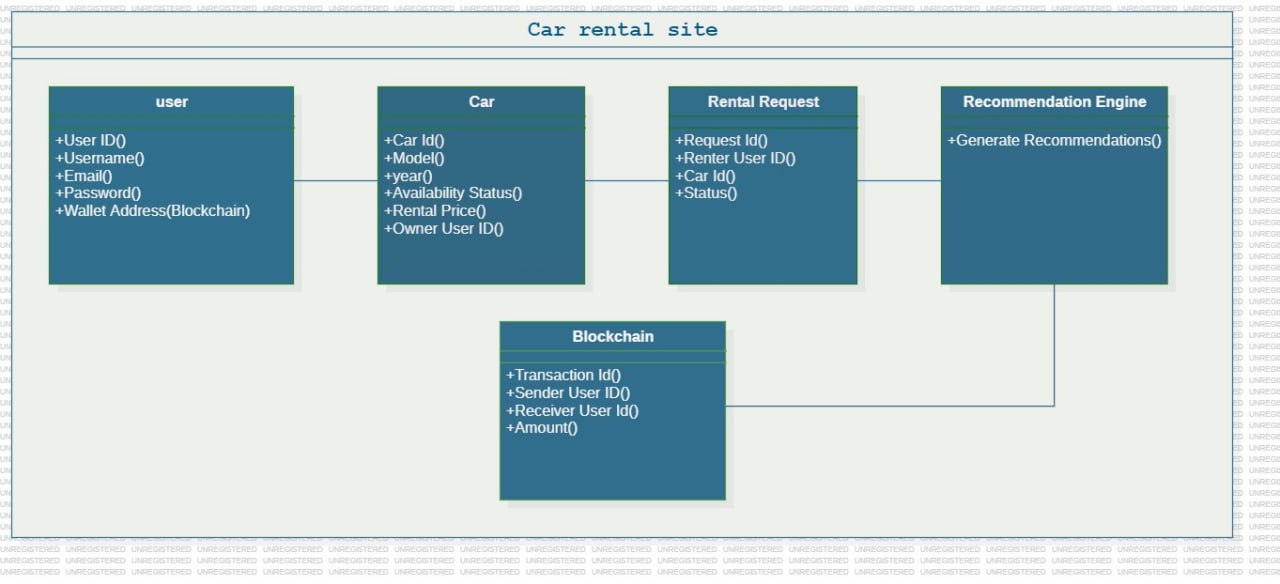 Car rental site
user
+User ID()
+Username()
+Email()
+Password()
+Wallet Address(Blockchain)
Car
+Car Id()
+Model()
+year()
+Availability Status()
+Rental Price()
+Owner User ID()
Rental Request
+Request Id()
+Renter User ID()
+Car Id()
+Status()
Recommendation Engine
+Generate Recommendations()
Blockchain
+Transaction Id()
+Sender User ID()
+Receiver User Id()
+Amount()
UNREGISTERED UNREGISTERED UNREGISTERED UNREGISTERED UNREGISTERED UNREGISTERED UNREGISTERED UNREGISTERED UNREGISTERED UNREGISTERED UNREGISTERED UNREGISTERED UNREGISTERED UNREGISTERED UNREGISTERED UNREGISTERED UNREGISTERED UNREGISTERED UNREGISTERED